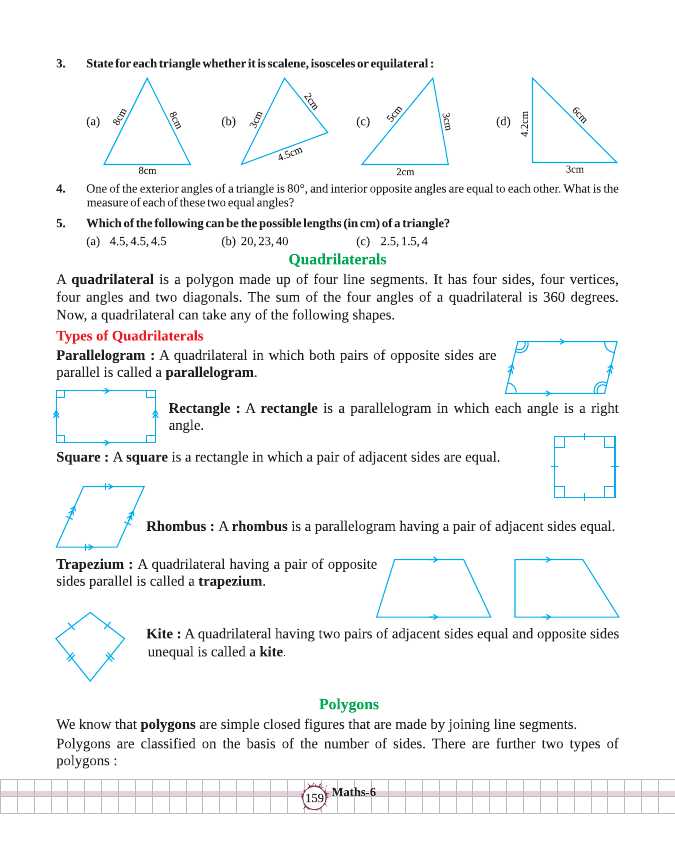 3. State for each triangle whether it is scalene, isosceles or equilateral :
(a) 8cm 8cm 8cm
(b) 3cm 2cm 4.5cm
(c) 5cm 3cm 2cm
(d) 4.2cm 6cm 3cm
4. One of the exterior angles of a triangle is 80°, and interior opposite angles are equal to each other. What is the
measure of each of these two equal angles?
5. Which of the following can be the possible lengths (in cm) of a triangle?
(a) 4.5, 4.5, 4.5 (b) 20, 23, 40 (c) 2.5, 1.5, 4
Quadrilaterals
A quadrilateral is a polygon made up of four line segments. It has four sides, four vertices,
four angles and two diagonals. The sum of the four angles of a quadrilateral is 360 degrees.
Now, a quadrilateral can take any of the following shapes.
Types of Quadrilaterals
Parallelogram : A quadrilateral in which both pairs of opposite sides are
parallel is called a parallelogram.
Rectangle : A rectangle is a parallelogram in which each angle is a right
angle.
Square : A square is a rectangle in which a pair of adjacent sides are equal.
Rhombus : A rhombus is a parallelogram having a pair of adjacent sides equal.
Trapezium : A quadrilateral having a pair of opposite
sides parallel is called a trapezium.
Kite : A quadrilateral having two pairs of adjacent sides equal and opposite sides
unequal is called a kite.
Polygons
We know that polygons are simple closed figures that are made by joining line segments.
Polygons are classified on the basis of the number of sides. There are further two types of
polygons :
159 Maths-6